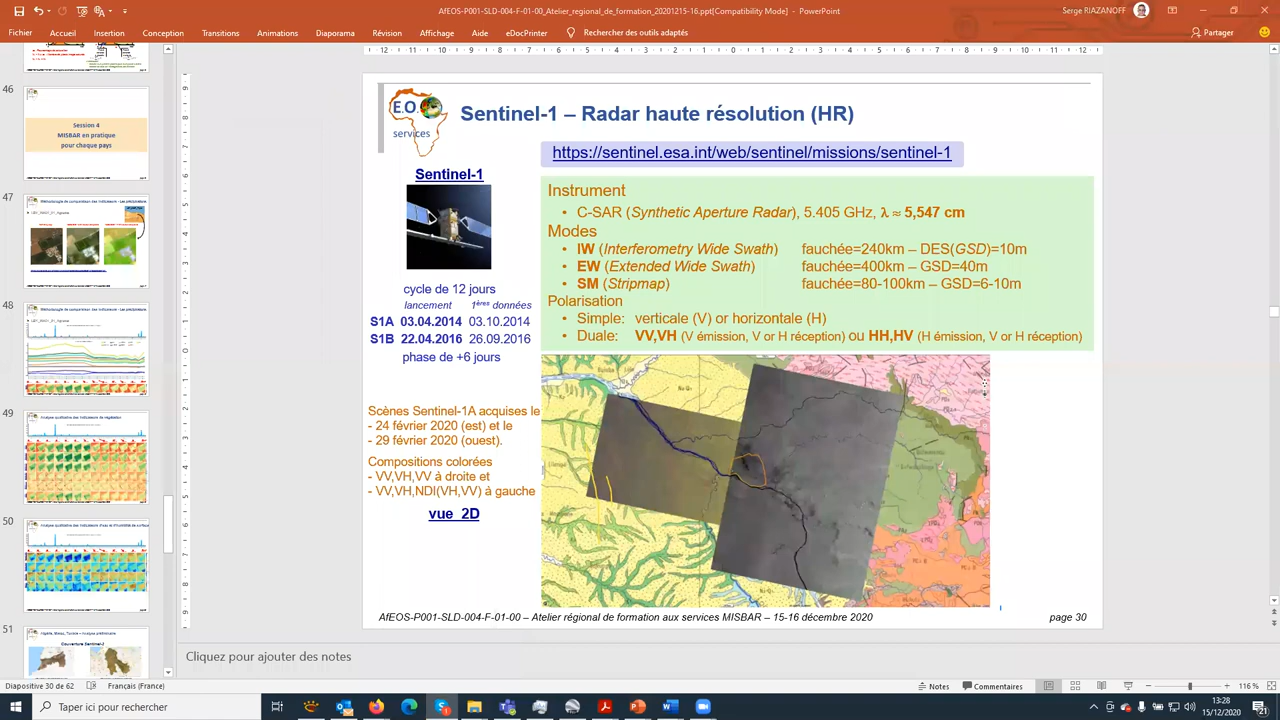 Serge RIAZANOFF
AfEOS-P001-SLD-004-F-01-00_Atelier_regional_de_formation_20201215-16.ppt[Compatibility Mode] - PowerPoint
Fichier Accueil Insertion Conception Transitions Animations Diaporama Révision Affichage Aide eDocPrinter Rechercher des outils adaptés Partager
46
Session 4
MISBAR en pratique
pour chaque pays
47
48
49
Analyse qualitative des indicateurs de végétation
50
51
Couverture Sentinel-2
E.O.
services
Sentinel-1 – Radar haute résolution (HR)
https://sentinel.esa.int/web/sentinel/missions/sentinel-1
Sentinel-1
cycle de 12 jours
lancement 1ères données
S1A 03.04.2014 03.10.2014
S1B 22.04.2016 26.09.2016
phase de +6 jours
Instrument
• C-SAR (Synthetic Aperture Radar), 5.405 GHz, λ ≈ 5,547 cm
Modes
• IW (Interferometry Wide Swath) fauchée=240km – DES(GSD)=10m
• EW (Extended Wide Swath) fauchée=400km – GSD=40m
• SM (Stripmap) fauchée=80-100km – GSD=6-10m
Polarisation
• Simple: verticale (V) or horizontale (H)
Duale: VV,VH (V émission, V or H réception) ou HH,HV (H émission, V or H réception)
Scènes Sentinel-1A acquises le
- 24 février 2020 (est) et le
- 29 février 2020 (ouest).
Compositions colorées
- VV,VH,VV à droite et
- VV,VH,NDI(VH,VV) à gauche
vue 2D
AfEOS-P001-SLD-004-F-01-00 – Atelier régional de formation aux services MISBAR – 15-16 décembre 2020
page 30
Cliquez pour ajouter des notes
Diapositive 30 de 62 Français (France) Notes Commentaires 116 %
Taper ici pour rechercher
13:28
15/12/2020